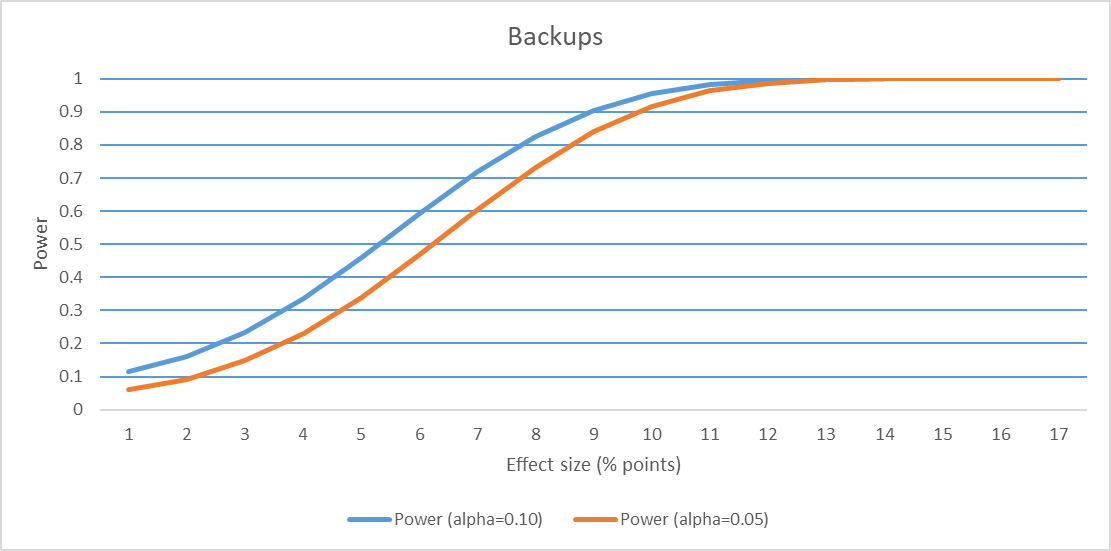 Backups
Power
1
0.9
0.8
0.7
0.6
0.5
0.4
0.3
0.2
0.1
0
1 2 3 4 5 6 7 8 9 10 11 12 13 14 15 16 17
Effect size (% points)
Power (alpha=0.10) Power (alpha=0.05)